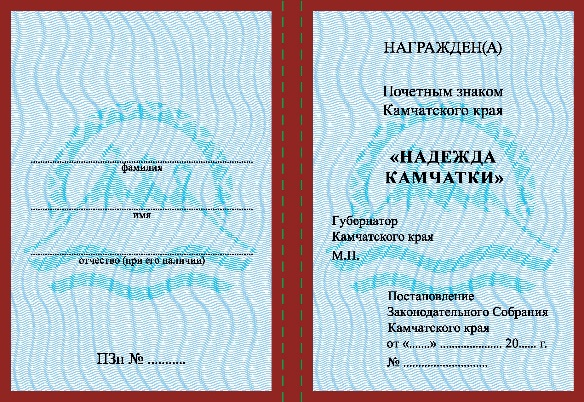 ....................
фамилия
....................
имя
....................
отчество (при его наличии)
ПЗн № ...........
НАГРАЖДЕН(А)
Почетным знаком
Камчатского края
«НАДЕЖДА
КАМЧАТКИ»
Губернатор
Камчатского края
М.П.
Постановление
Законодательного Собрания
Камчатского края
от «......» ..................... 20...... г.
№ ...........................